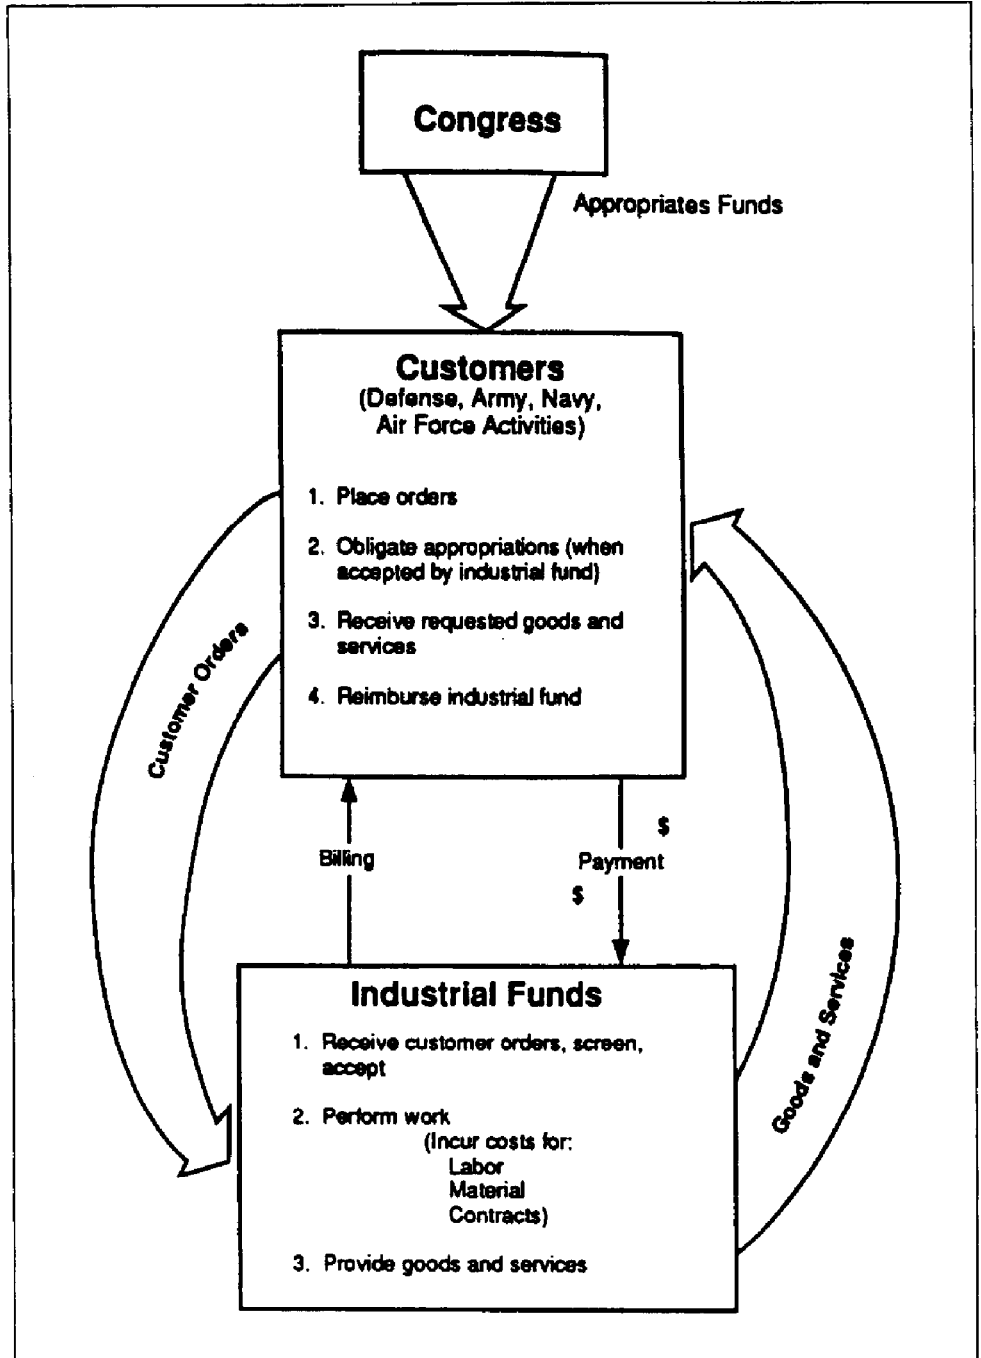 Congress
Appropriates Funds
Customers
(Defense, Army, Navy,
Air Force Activities)
1. Place orders
2. Obligate appropriations (when
accepted by industrial fund)
3. Receive requested goods and
services
4. Reimburse industrial fund
Customer Orders
Billing
$
Payment
$
Goods and Services
Industrial Funds
1. Receive customer orders, screen,
accept
2. Perform work
(Incur costs for:
Labor
Material
Contracts)
3. Provide goods and services